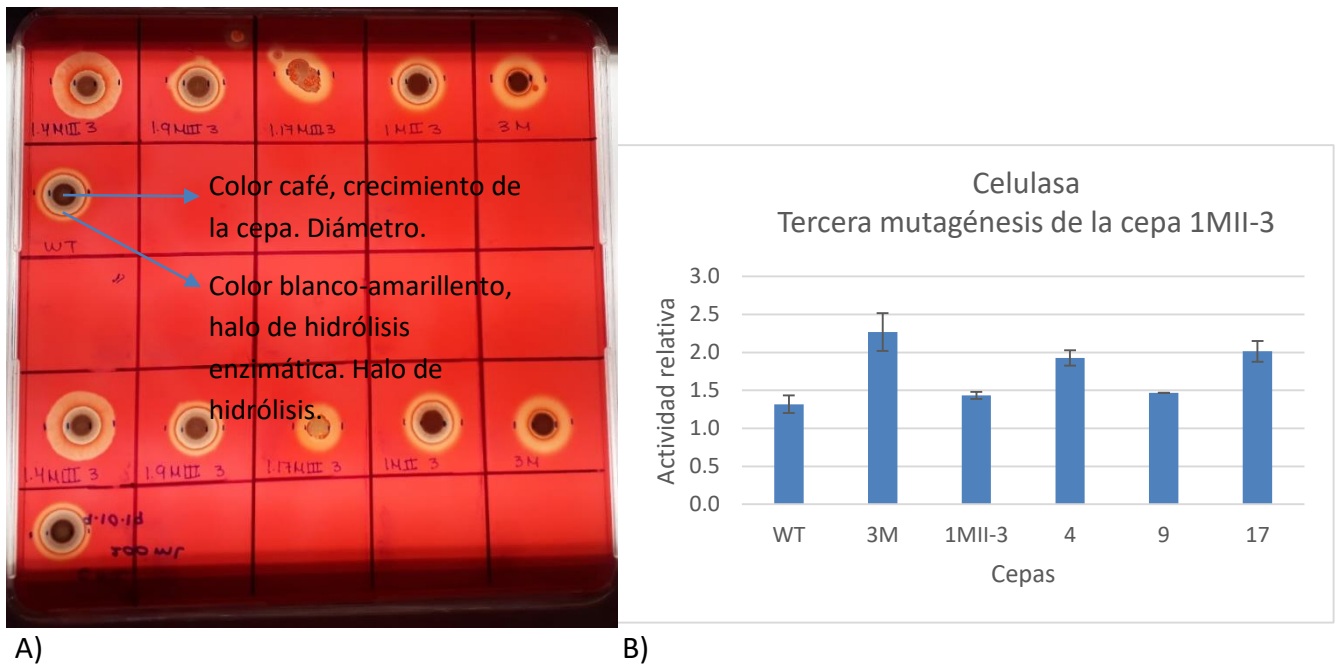 1.4MIII 3
1.9MIII 3
1.17MIII3
1MII 3
3M
WT
Color café, crecimiento de
la cepa. Diámetro.
Color blanco-amarillento,
halo de hidrólisis
enzimática. Halo de
hidrólisis.
1.4MIII 3
1.9MIII 3
1.17MIII 3
1MII 3
3M
200 mL
A)
Celulasa
Tercera mutagénesis de la cepa 1MII-3
Actividad relativa
3.0
2.5
2.0
1.5
1.0
0.5
0.0
WT
3M
1MII-3
4
9
17
Cepas
B)